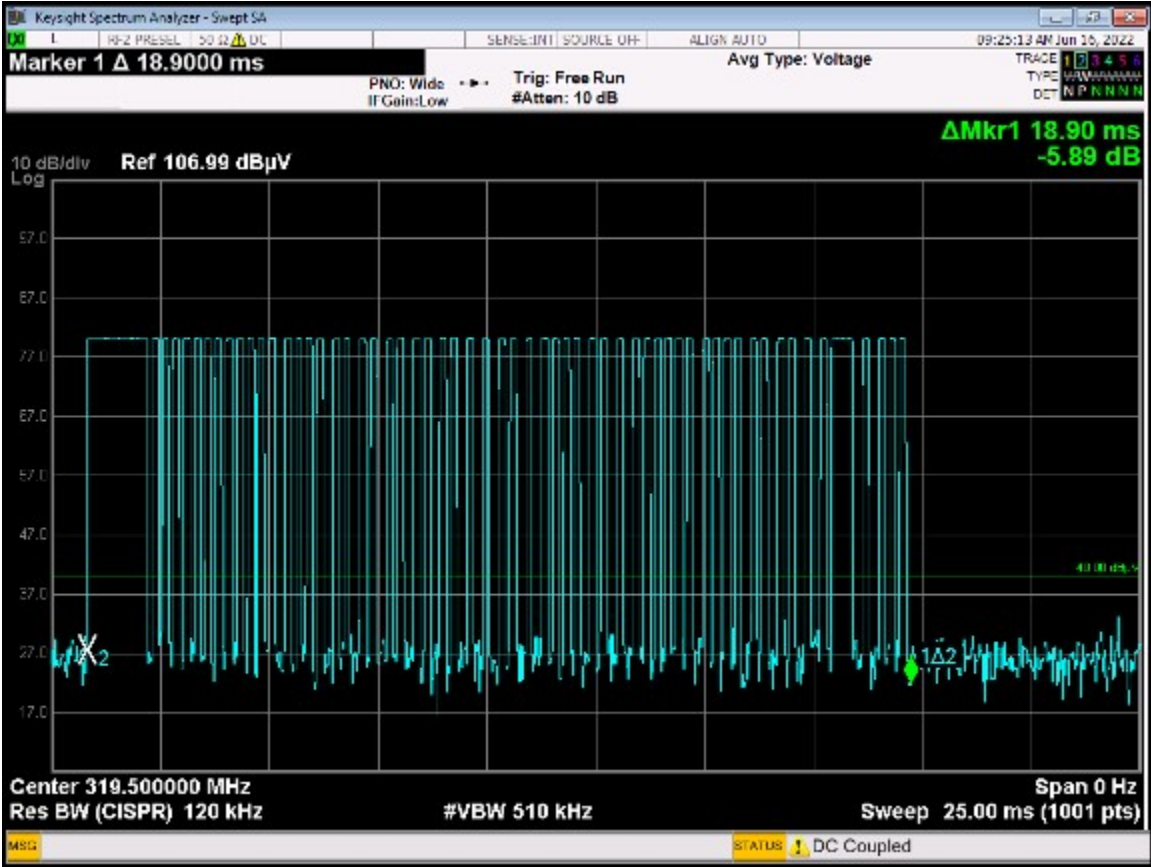 Keysight Spectrum Analyzer - Swept SA
L RF2 PRESEL 50 Ω DC SENSE:INT SOURCE OFF ALIGN AUTO 09:25:13 AM Jun 16, 2022
Marker 1 Δ 18.9000 ms
PNO: Wide
IFGain:Low
Trig: Free Run
#Atten: 10 dB
Avg Type: Voltage
TRACE 1 2 3 4 5 6
TYPE
DET N P N N N N
ΔMkr1 18.90 ms
-5.89 dB
10 dB/div Ref 106.99 dBµV
Log
97.0
87.0
77.0
67.0
57.0
47.0
40.00 dBµV
37.0
27.0
17.0
X2
1Δ2
Center 319.500000 MHz Span 0 Hz
Res BW (CISPR) 120 kHz #VBW 510 kHz Sweep 25.00 ms (1001 pts)
MSG STATUS DC Coupled